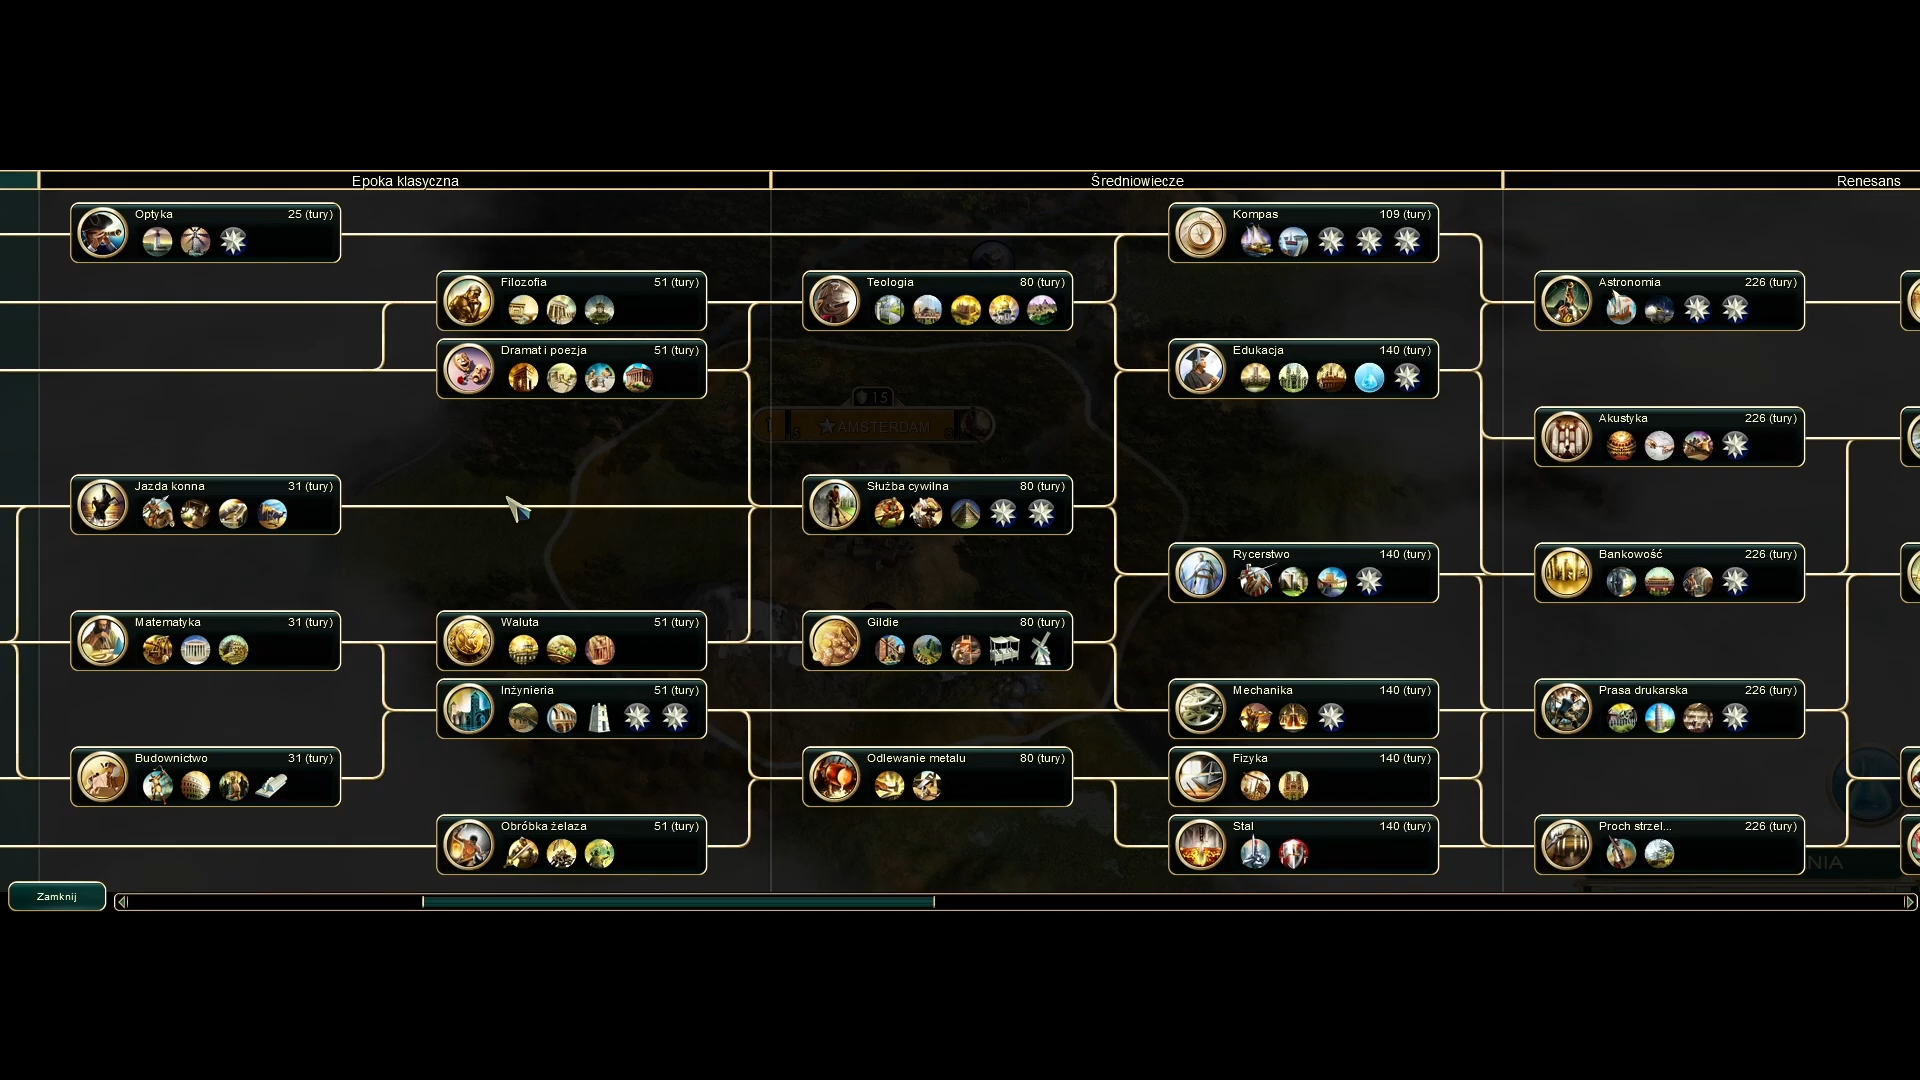 Epoka klasyczna
Średniowiecze
Renesans
Optyka 25 (tury)
Kompas 109 (tury)
Filozofia 51 (tury)
Teologia 80 (tury)
Astronomia 226 (tury)
Dramat i poezja 51 (tury)
Edukacja 140 (tury)
15
AMSTERDAM
Akustyka 226 (tury)
Jazda konna 31 (tury)
Służba cywilna 80 (tury)
Rycerstwo 140 (tury)
Bankowość 226 (tury)
Matematyka 31 (tury)
Waluta 51 (tury)
Gildie 80 (tury)
Inżynieria 51 (tury)
Mechanika 140 (tury)
Prasa drukarska 226 (tury)
Budownictwo 31 (tury)
Odlewanie metalu 80 (tury)
Fizyka 140 (tury)
Obróbka żelaza 51 (tury)
Stal 140 (tury)
Proch strzel... 226 (tury)
NIA
Zamknij